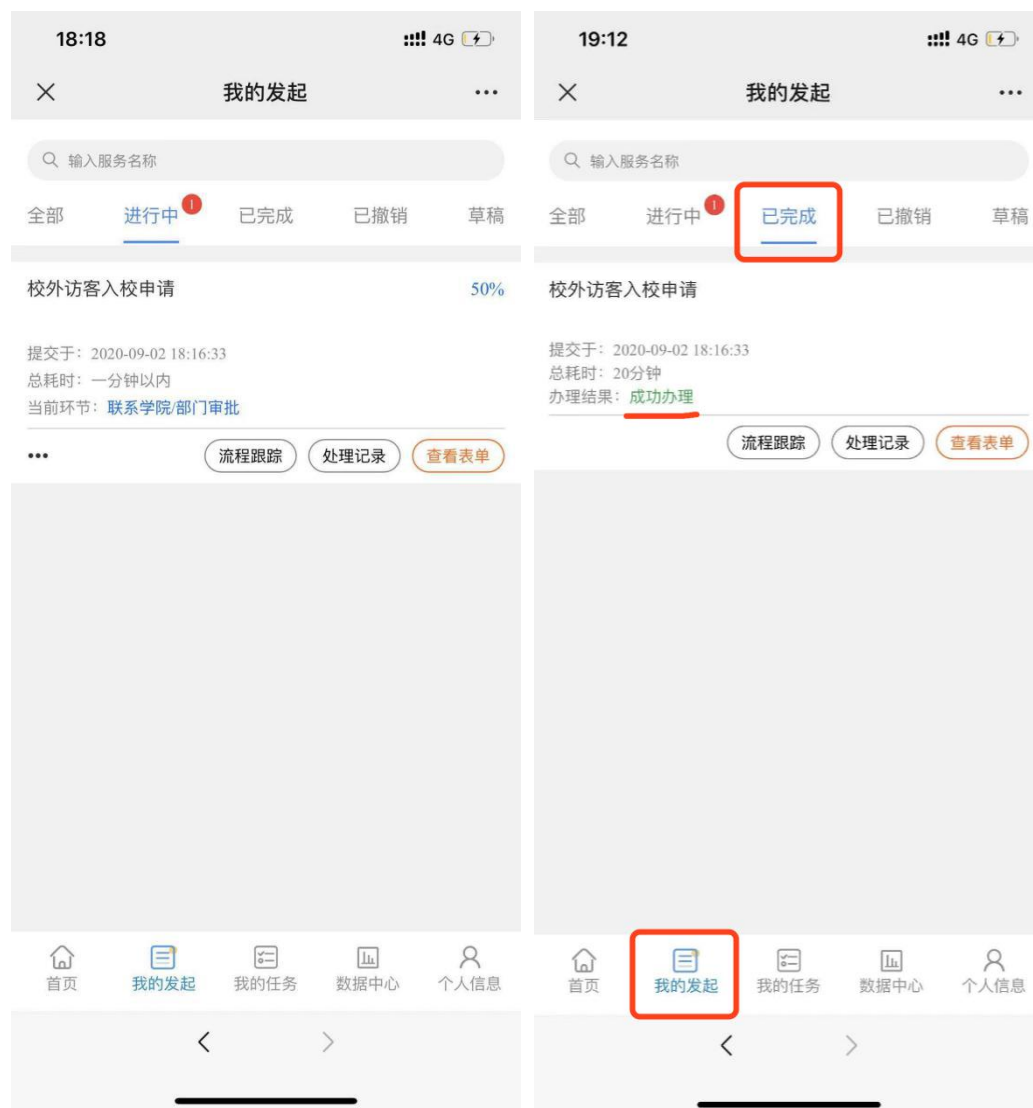 18:18
4G
我的发起
输入服务名称
全部 进行中 1 已完成 已撤销 草稿
校外访客入校申请 50%
提交于：2020-09-02 18:16:33
总耗时：一分钟以内
当前环节：联系学院/部门审批
流程跟踪 处理记录 查看表单
首页 我的发起 我的任务 数据中心 个人信息
19:12
4G
我的发起
输入服务名称
全部 进行中 1 已完成 已撤销 草稿
校外访客入校申请
提交于：2020-09-02 18:16:33
总耗时：20分钟
办理结果：成功办理
流程跟踪 处理记录 查看表单
首页 我的发起 我的任务 数据中心 个人信息